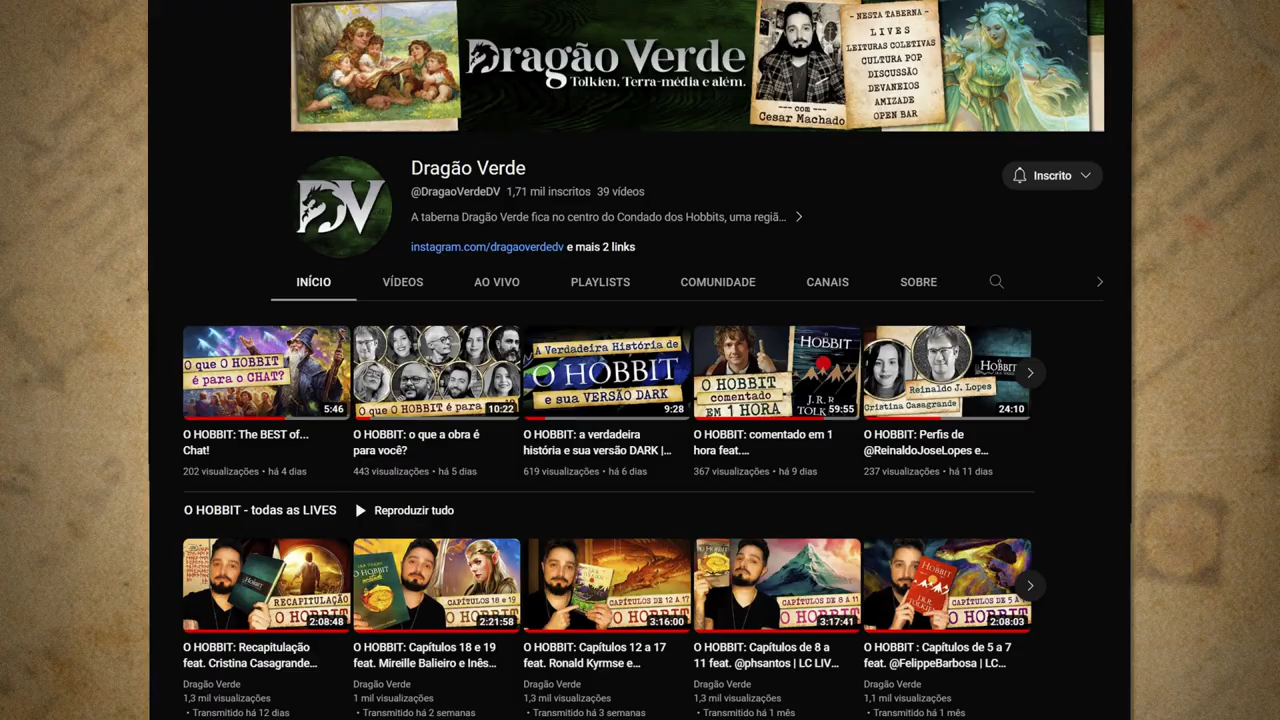 Dragão Verde
Tolkien, Terra-média e além.
--- com ---
Cesar Machado
- NESTA TABERNA -
LIVES
LEITURAS COLETIVAS
CULTURA POP
DISCUSSÃO
DEVANEIOS
AMIZADE
OPEN BAR
DV
Dragão Verde
@DragaoVerdeDV 1,71 mil inscritos 39 vídeos
A taberna Dragão Verde fica no centro do Condado dos Hobbits, uma regiã...
instagram.com/dragaoverdedv e mais 2 links
Inscrito
INÍCIO VÍDEOS AO VIVO PLAYLISTS COMUNIDADE CANAIS SOBRE
O que O HOBBIT
é para o CHAT?
5:46
O HOBBIT: The BEST of...
Chat!
202 visualizações • há 4 dias
O que O HOBBIT é para
10:22
O HOBBIT: o que a obra é
para você?
443 visualizações • há 5 dias
A Verdadeira História de
O HOBBIT
e sua VERSÃO DARK
9:28
O HOBBIT: a verdadeira
história e sua versão DARK |...
619 visualizações • há 6 dias
O HOBBIT
comentado
EM 1 HORA
O HOBBIT
J.R.R
TOLK
59:55
O HOBBIT: comentado em 1
hora feat....
367 visualizações • há 9 dias
Reinaldo J. Lopes
Cristina Casagrande
O HOBBIT
24:10
O HOBBIT: Perfis de
@ReinaldoJoseLopes e...
237 visualizações • há 11 dias
O HOBBIT - todas as LIVES Reproduzir tudo
RECAPITULAÇÃO
O HOBBIT
2:08:48
O HOBBIT: Recapitulação
feat. Cristina Casagrande...
Dragão Verde
1,3 mil visualizações
• Transmitido há 12 dias
O HOBBIT
CAPÍTULOS 18 e 19
O HOBBIT
2:21:58
O HOBBIT: Capítulos 18 e 19
feat. Mireille Balieiro e Inês...
Dragão Verde
1 mil visualizações
• Transmitido há 2 semanas
CAPÍTULOS DE 12 A 17
O HOBBIT
3:16:00
O HOBBIT: Capítulos 12 a 17
feat. Ronald Kyrmse e...
Dragão Verde
1,3 mil visualizações
• Transmitido há 3 semanas
CAPÍTULOS DE 8 A 11
O HOBBIT
3:17:41
O HOBBIT: Capítulos de 8 a
11 feat. @phsantos | LC LIV...
Dragão Verde
1,3 mil visualizações
• Transmitido há 1 mês
HOBBIT
CAPÍTULOS DE 5 A
O HOBBIT
2:08:03
O HOBBIT : Capítulos de 5 a 7
feat. @FelippeBarbosa | LC...
Dragão Verde
1,1 mil visualizações
• Transmitido há 1 mês